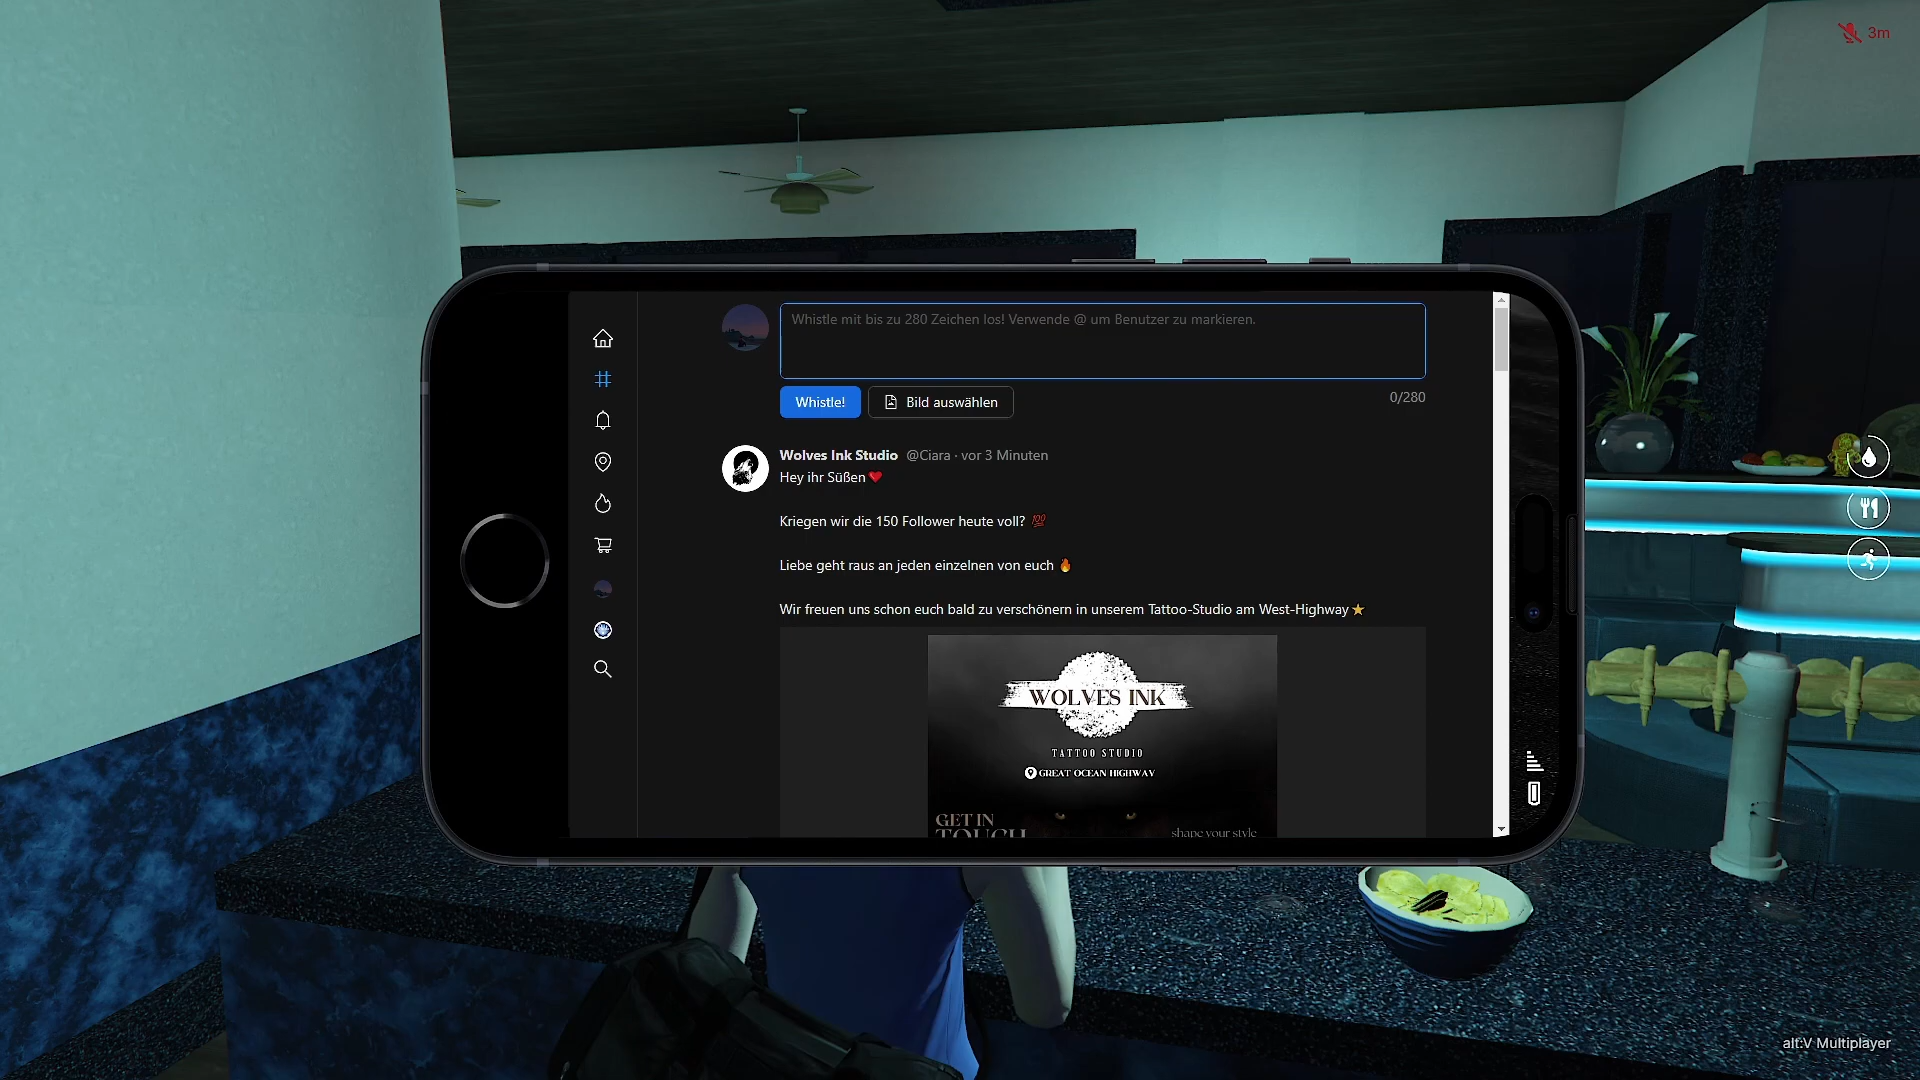 3m
Whistle mit bis zu 280 Zeichen los! Verwende @ um Benutzer zu markieren.
Whistle!
Bild auswählen
0/280
Wolves Ink Studio @Ciara · vor 3 Minuten
Hey ihr Süßen❤️
Kriegen wir die 150 Follower heute voll? 💯
Liebe geht raus an jeden einzelnen von euch 🔥
Wir freuen uns schon euch bald zu verschönern in unserem Tattoo-Studio am West-Highway⭐
WOLVES INK
TATTOO STUDIO
GREAT OCEAN HIGHWAY
GET IN
TOUCH
shape your style
alt:V Multiplayer